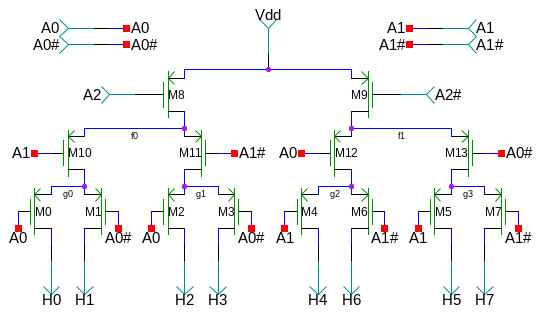 Vdd
A0 A0 A1 A1
A0# A0# A1# A1#
A2 M8 M9 A2#
f0 f1
A1 M10 M11 A1# A0 M12 M13 A0#
g0 g1 g2 g3
M0 M1 M2 M3 M4 M6 M5 M7
A0 A0# A0 A0# A1 A1# A1 A1#
H0 H1 H2 H3 H4 H6 H5 H7